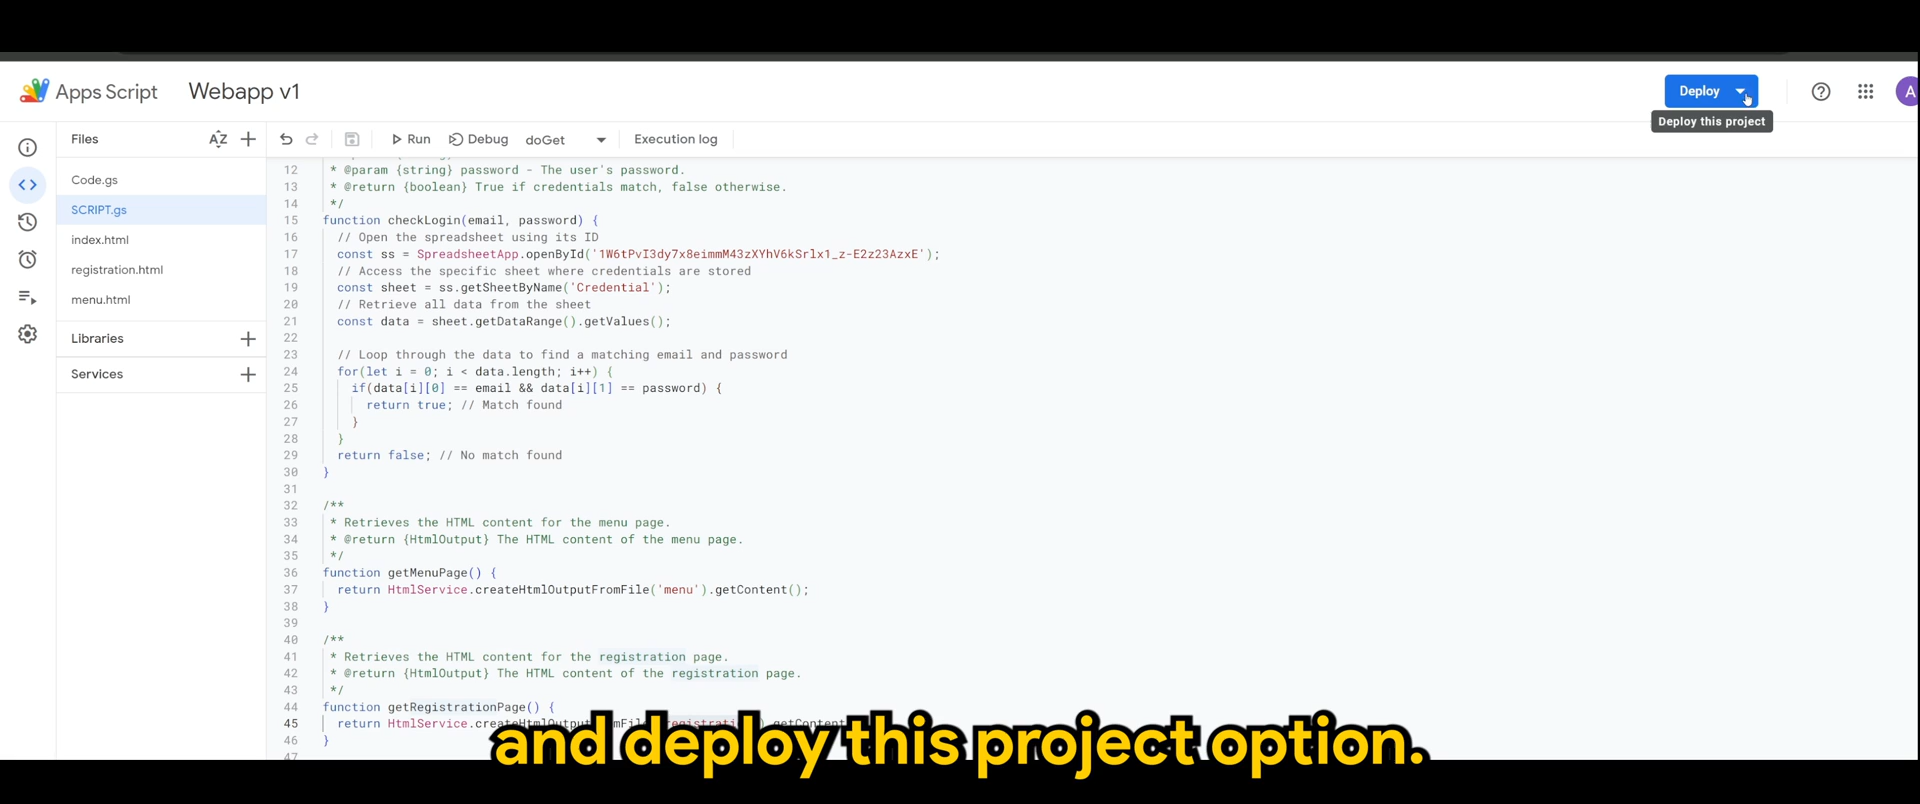 Apps Script Webapp v1 Deploy A
Deploy this project
Files AZ Run Debug doGet Execution log
Code.gs
SCRIPT.gs
index.html
registration.html
menu.html
Libraries
Services
12 * @param {string} password - The user's password.
13 * @return {boolean} True if credentials match, false otherwise.
14 */
15 function checkLogin(email, password) {
16 // Open the spreadsheet using its ID
17 const ss = SpreadsheetApp.openById('1W6tPvI3dy7x8eimmM43zXYhV6kSrlx1_z-E2z23AzxE');
18 // Access the specific sheet where credentials are stored
19 const sheet = ss.getSheetByName('Credential');
20 // Retrieve all data from the sheet
21 const data = sheet.getDataRange().getValues();
22
23 // Loop through the data to find a matching email and password
24 for(let i = 0; i < data.length; i++) {
25 if(data[i][0] == email && data[i][1] == password) {
26 return true; // Match found
27 }
28 }
29 return false; // No match found
30 }
31
32 /**
33 * Retrieves the HTML content for the menu page.
34 * @return {HtmlOutput} The HTML content of the menu page.
35 */
36 function getMenuPage() {
37 return HtmlService.createHtmlOutputFromFile('menu').getContent();
38 }
39
40 /**
41 * Retrieves the HTML content for the registration page.
42 * @return {HtmlOutput} The HTML content of the registration page.
43 */
44 function getRegistrationPage() {
45 return HtmlService.createHtmlOutput
46 }
47
and deploy this project option.